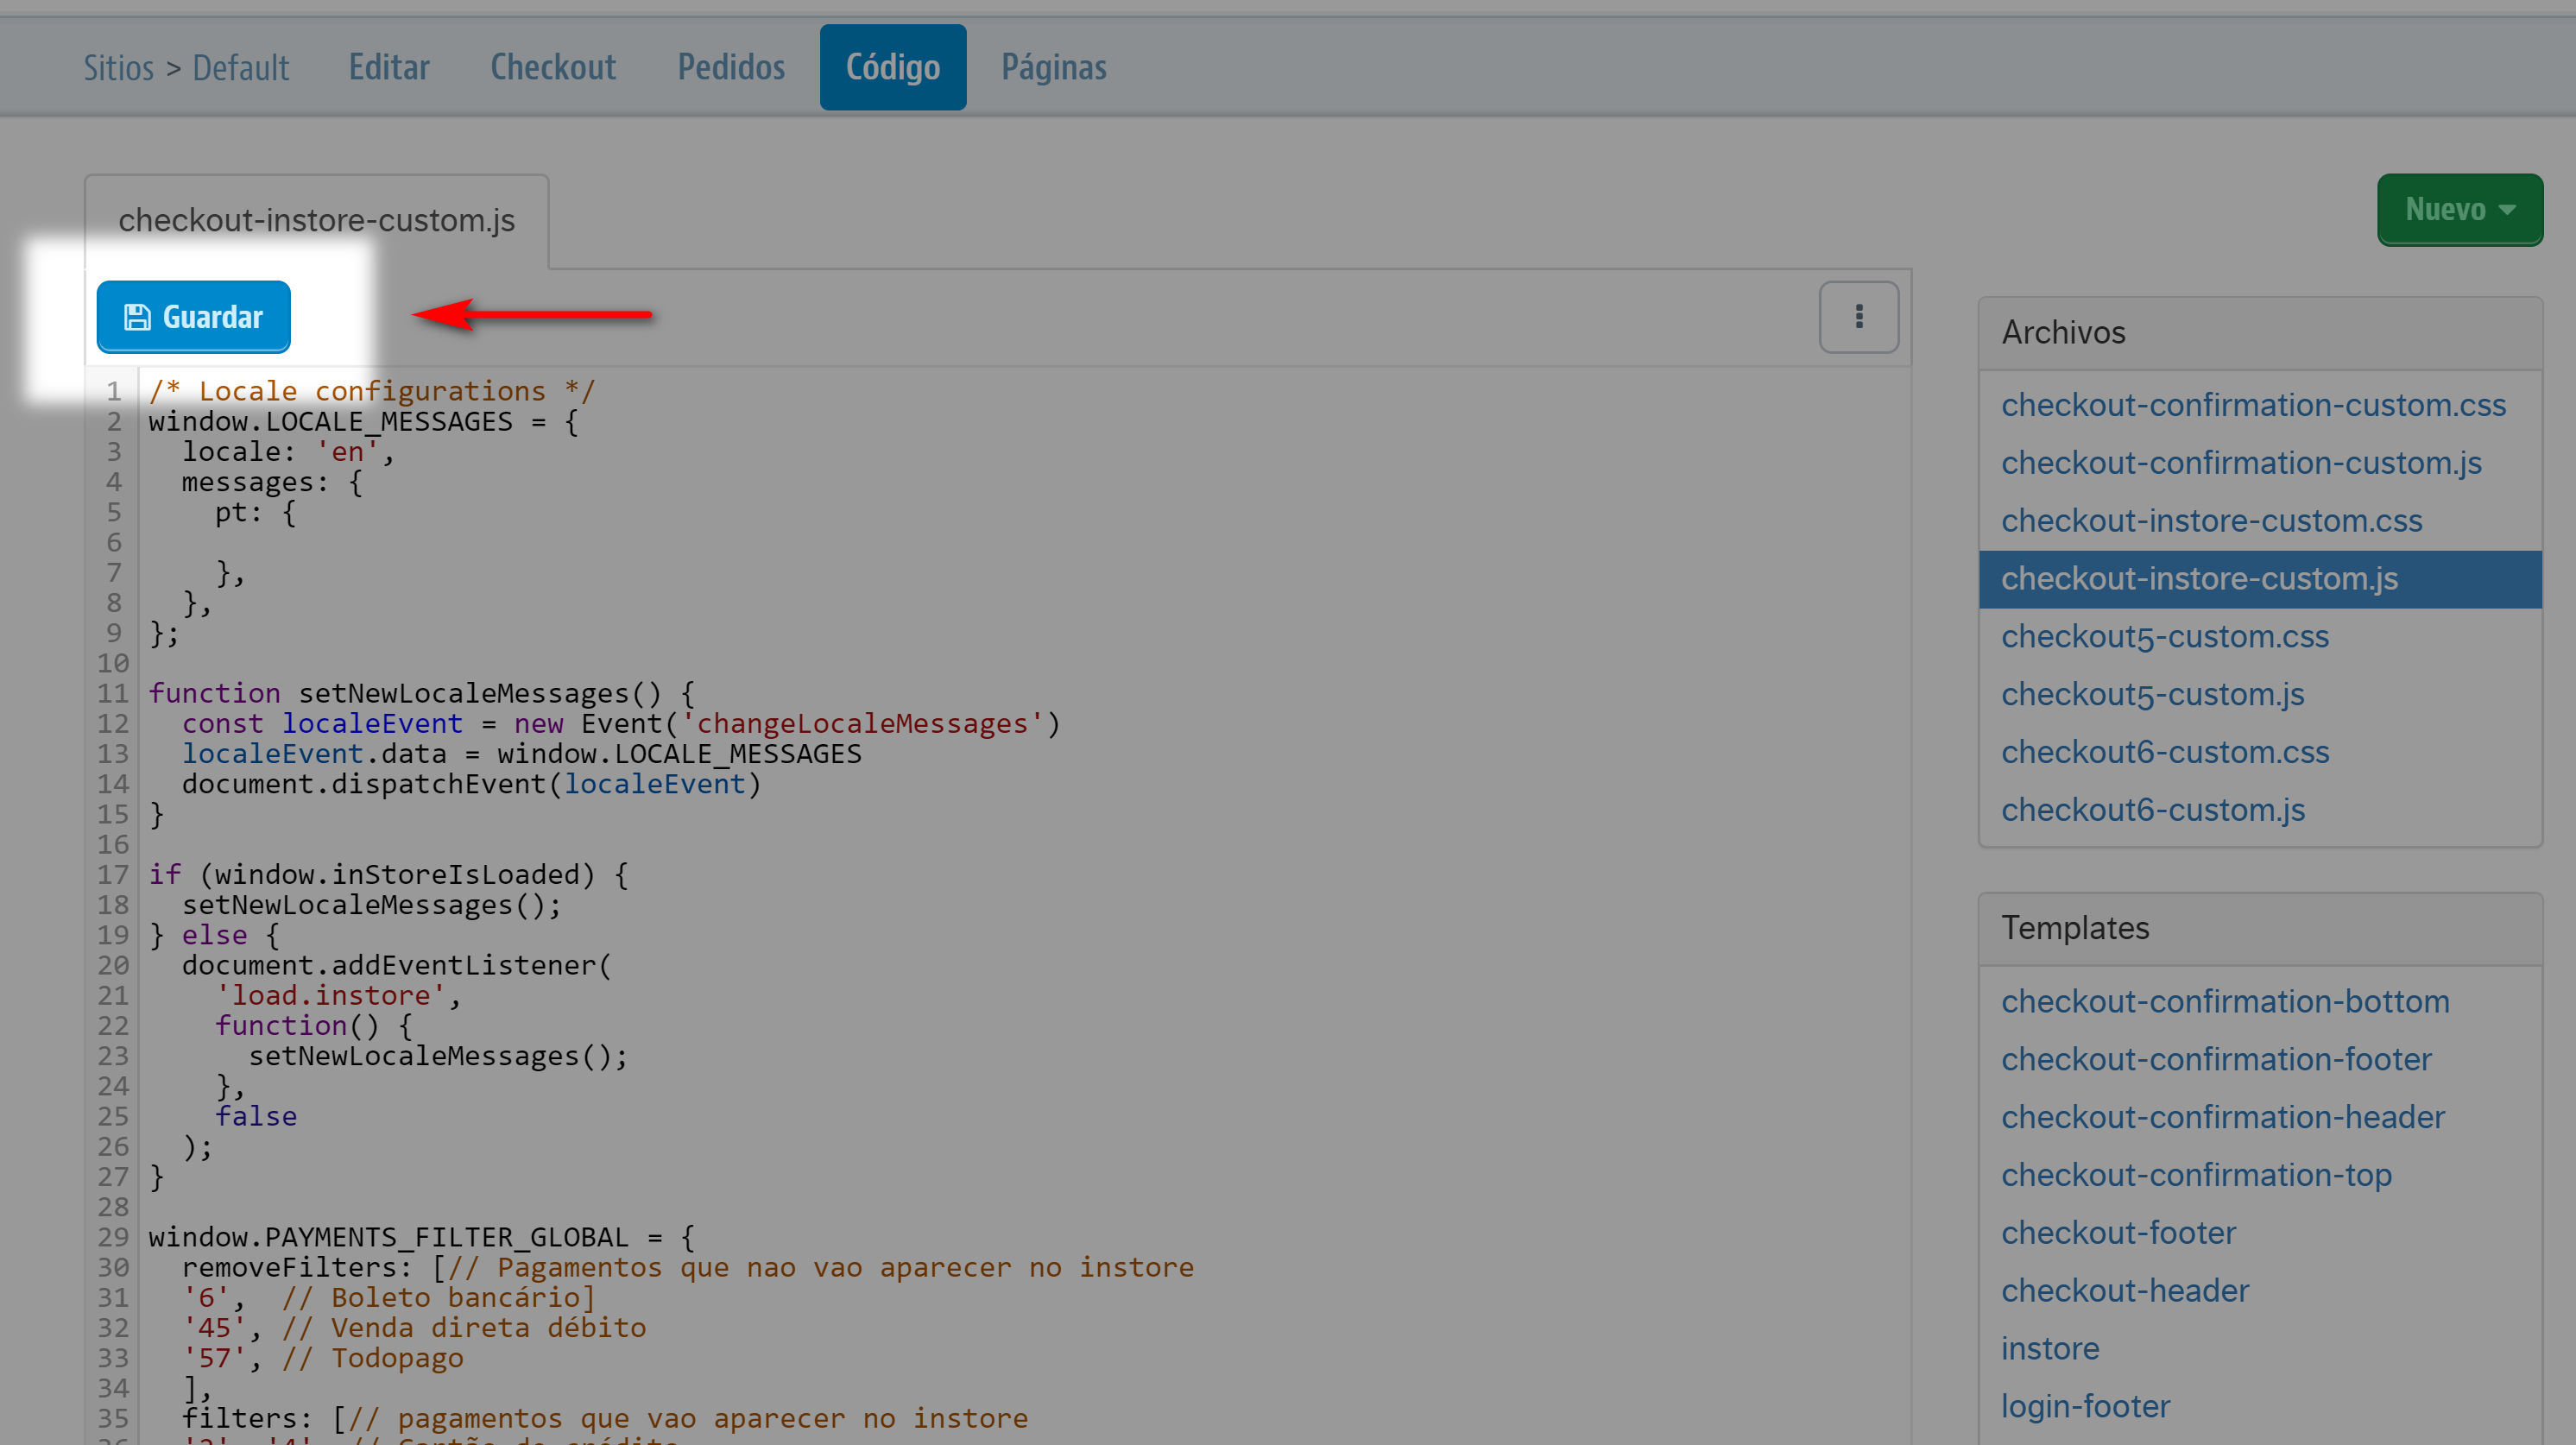 Sitios > Default Editar Checkout Pedidos Código Páginas
checkout-instore-custom.js
Nuevo
Guardar
1 /* Locale configurations */
2 window.LOCALE_MESSAGES = {
3   locale: 'en',
4   messages: {
5     pt: {
6
7     },
8   },
9 };
10
11 function setNewLocaleMessages() {
12   const localeEvent = new Event('changeLocaleMessages')
13   localeEvent.data = window.LOCALE_MESSAGES
14   document.dispatchEvent(localeEvent)
15 }
16
17 if (window.inStoreIsLoaded) {
18   setNewLocaleMessages();
19 } else {
20   document.addEventListener(
21     'load.instore',
22     function() {
23       setNewLocaleMessages();
24     },
25     false
26   );
27 }
28
29 window.PAYMENTS_FILTER_GLOBAL = {
30   removeFilters: [// Pagamentos que nao vao aparecer no instore
31   '6',  // Boleto bancário]
32   '45', // Venda direta débito
33   '57', // Todopago
34   ],
35   filters: [// pagamentos que vao aparecer no instore
Archivos
checkout-confirmation-custom.css
checkout-confirmation-custom.js
checkout-instore-custom.css
checkout-instore-custom.js
checkout5-custom.css
checkout5-custom.js
checkout6-custom.css
checkout6-custom.js
Templates
checkout-confirmation-bottom
checkout-confirmation-footer
checkout-confirmation-header
checkout-confirmation-top
checkout-footer
checkout-header
instore
login-footer